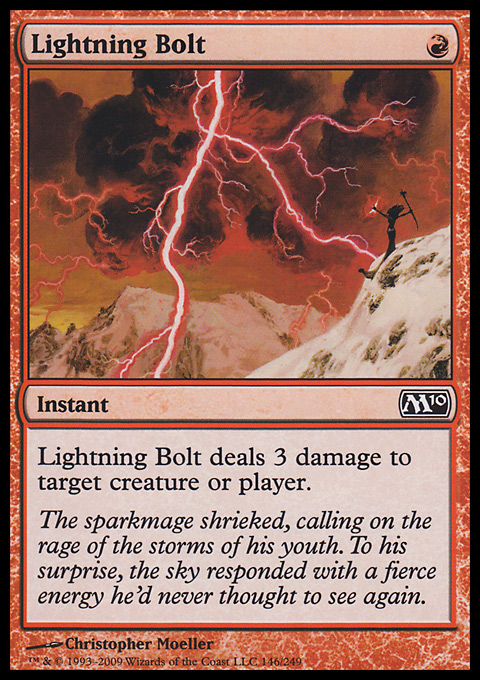 Lightning Bolt
Instant
M10
Lightning Bolt deals 3 damage to
target creature or player.
The sparkmage shrieked, calling on the
rage of the storms of his youth. To his
surprise, the sky responded with a fierce
energy he'd never thought to see again.
Christopher Moeller
™ & © 1993–2009 Wizards of the Coast LLC 146/249